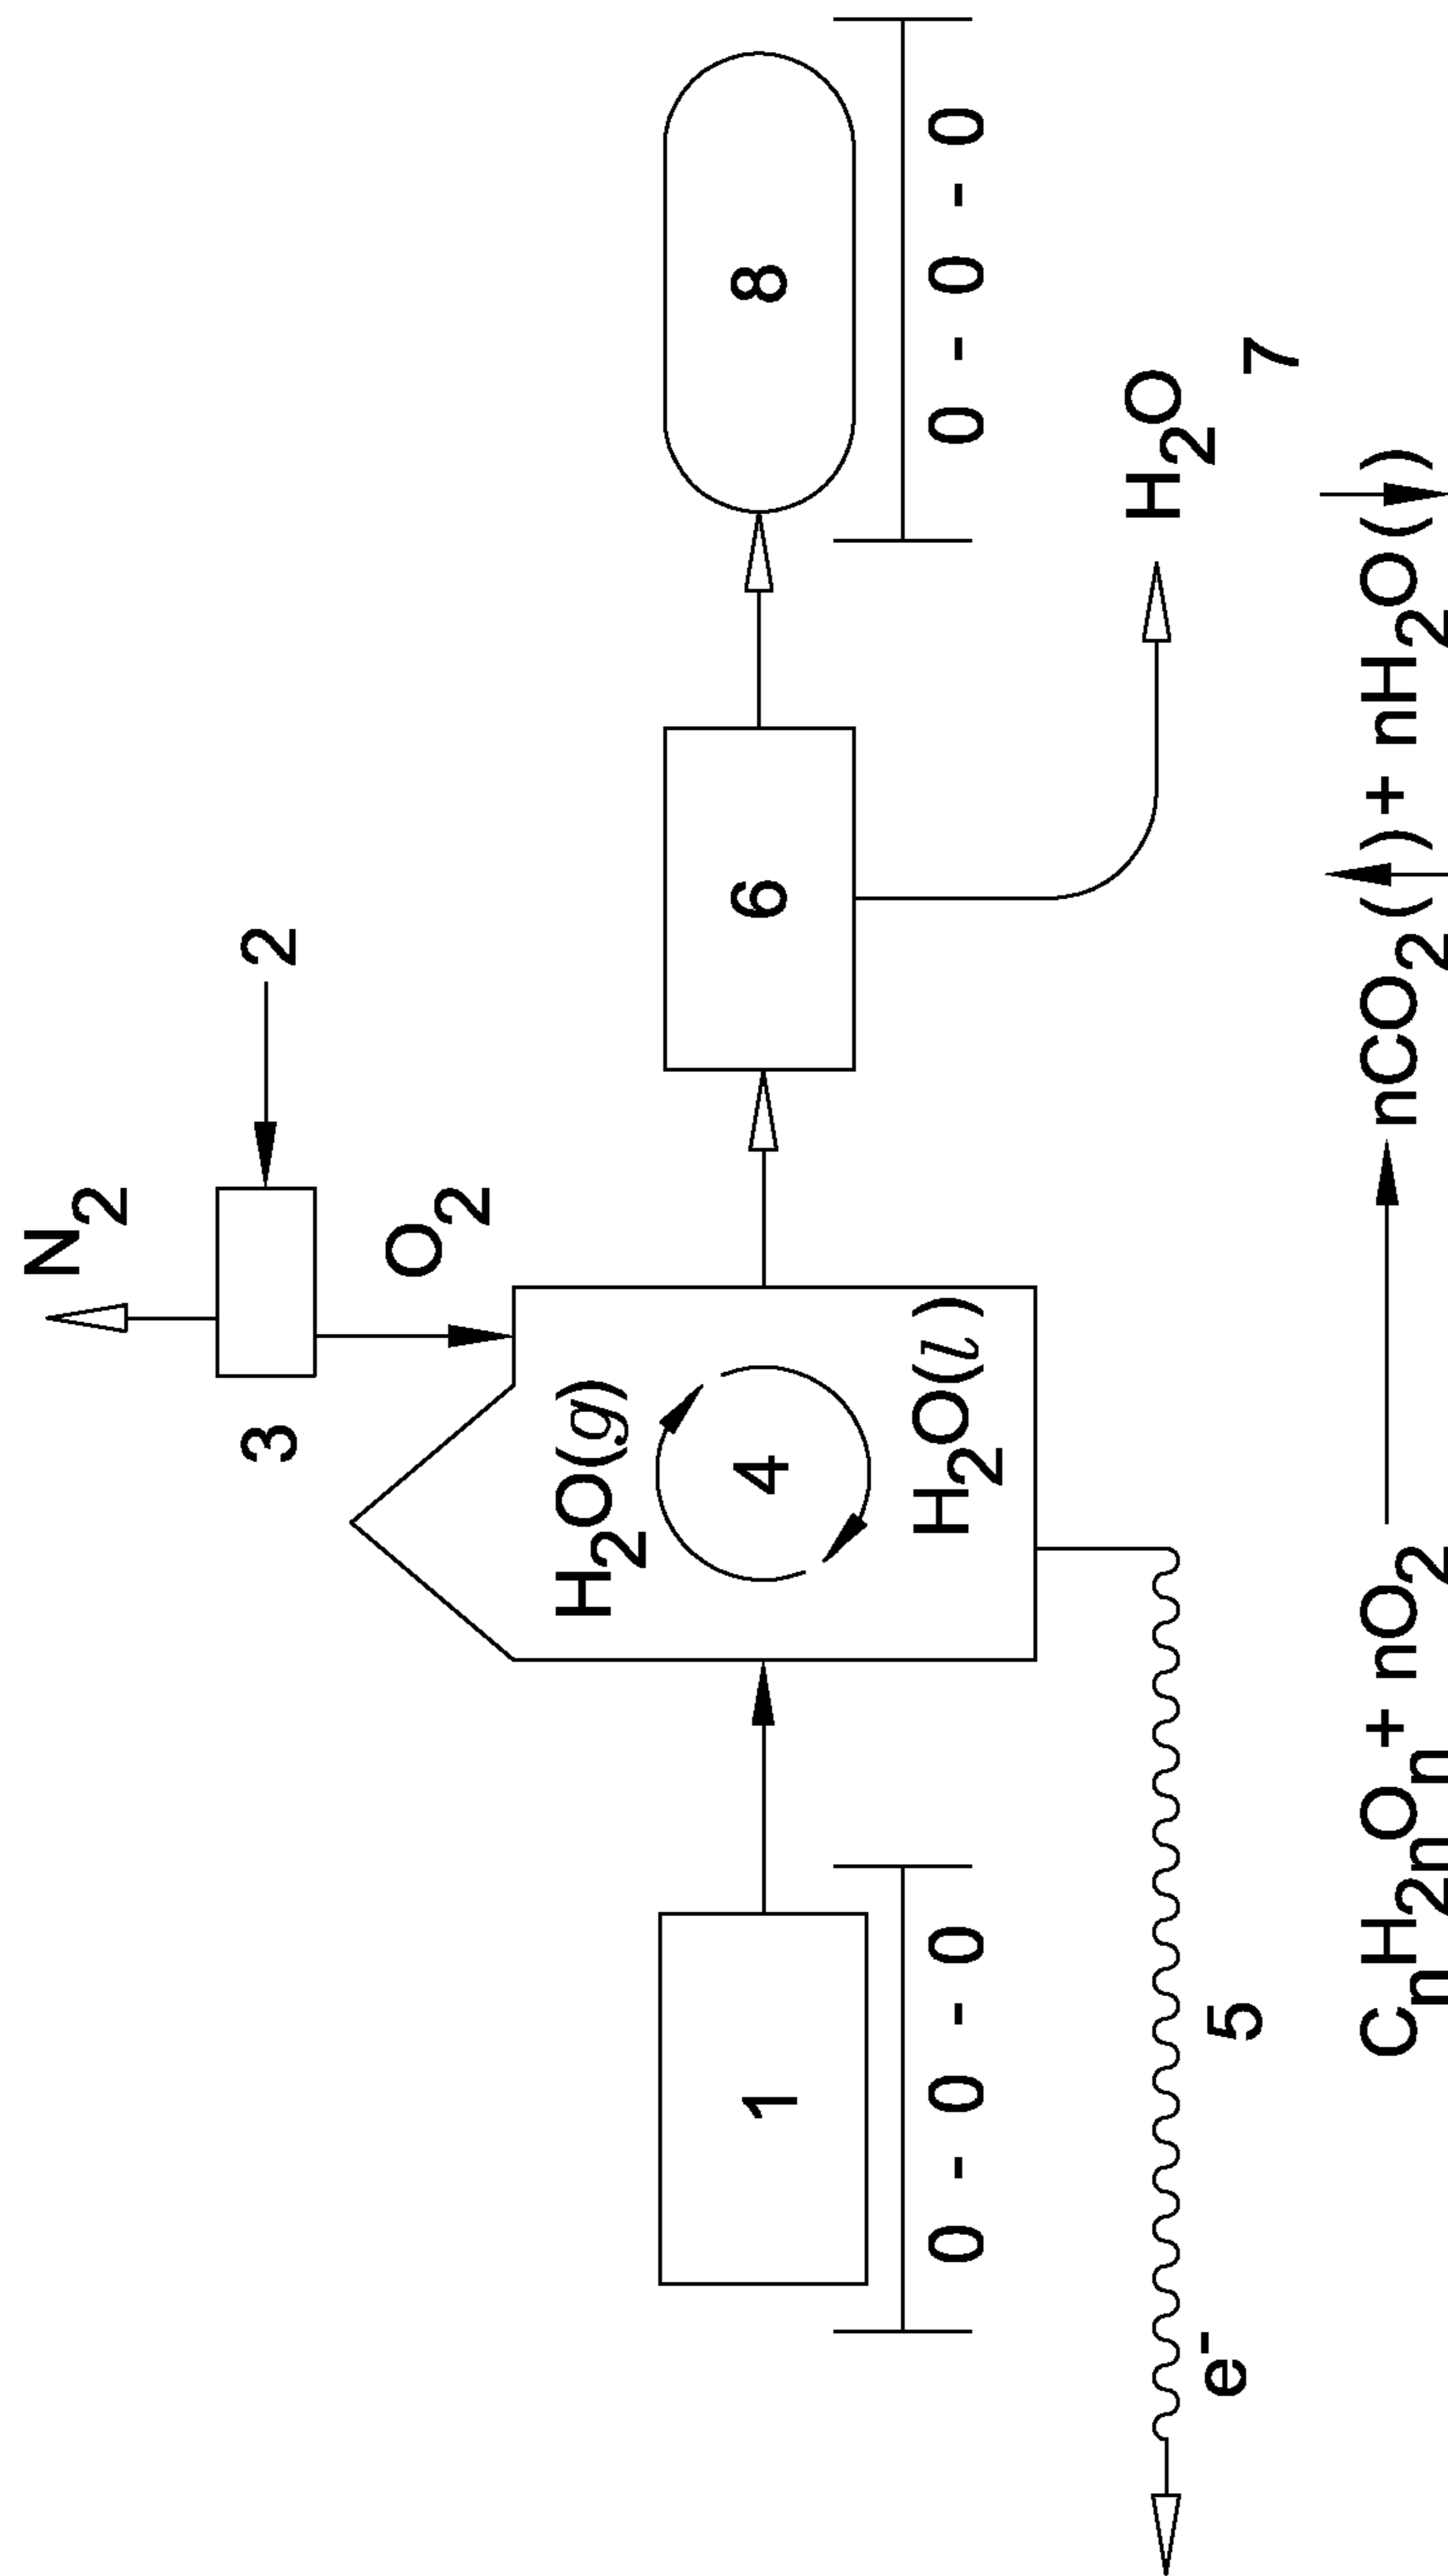 N2
3
2
O2
H2O(g)
1
4
6
8
H2O(l)
0 - 0 - 0
0 - 0 - 0
e-
5
H2O
7
CnH2nOn + nO2 → nCO2(↑) + nH2O(↓)